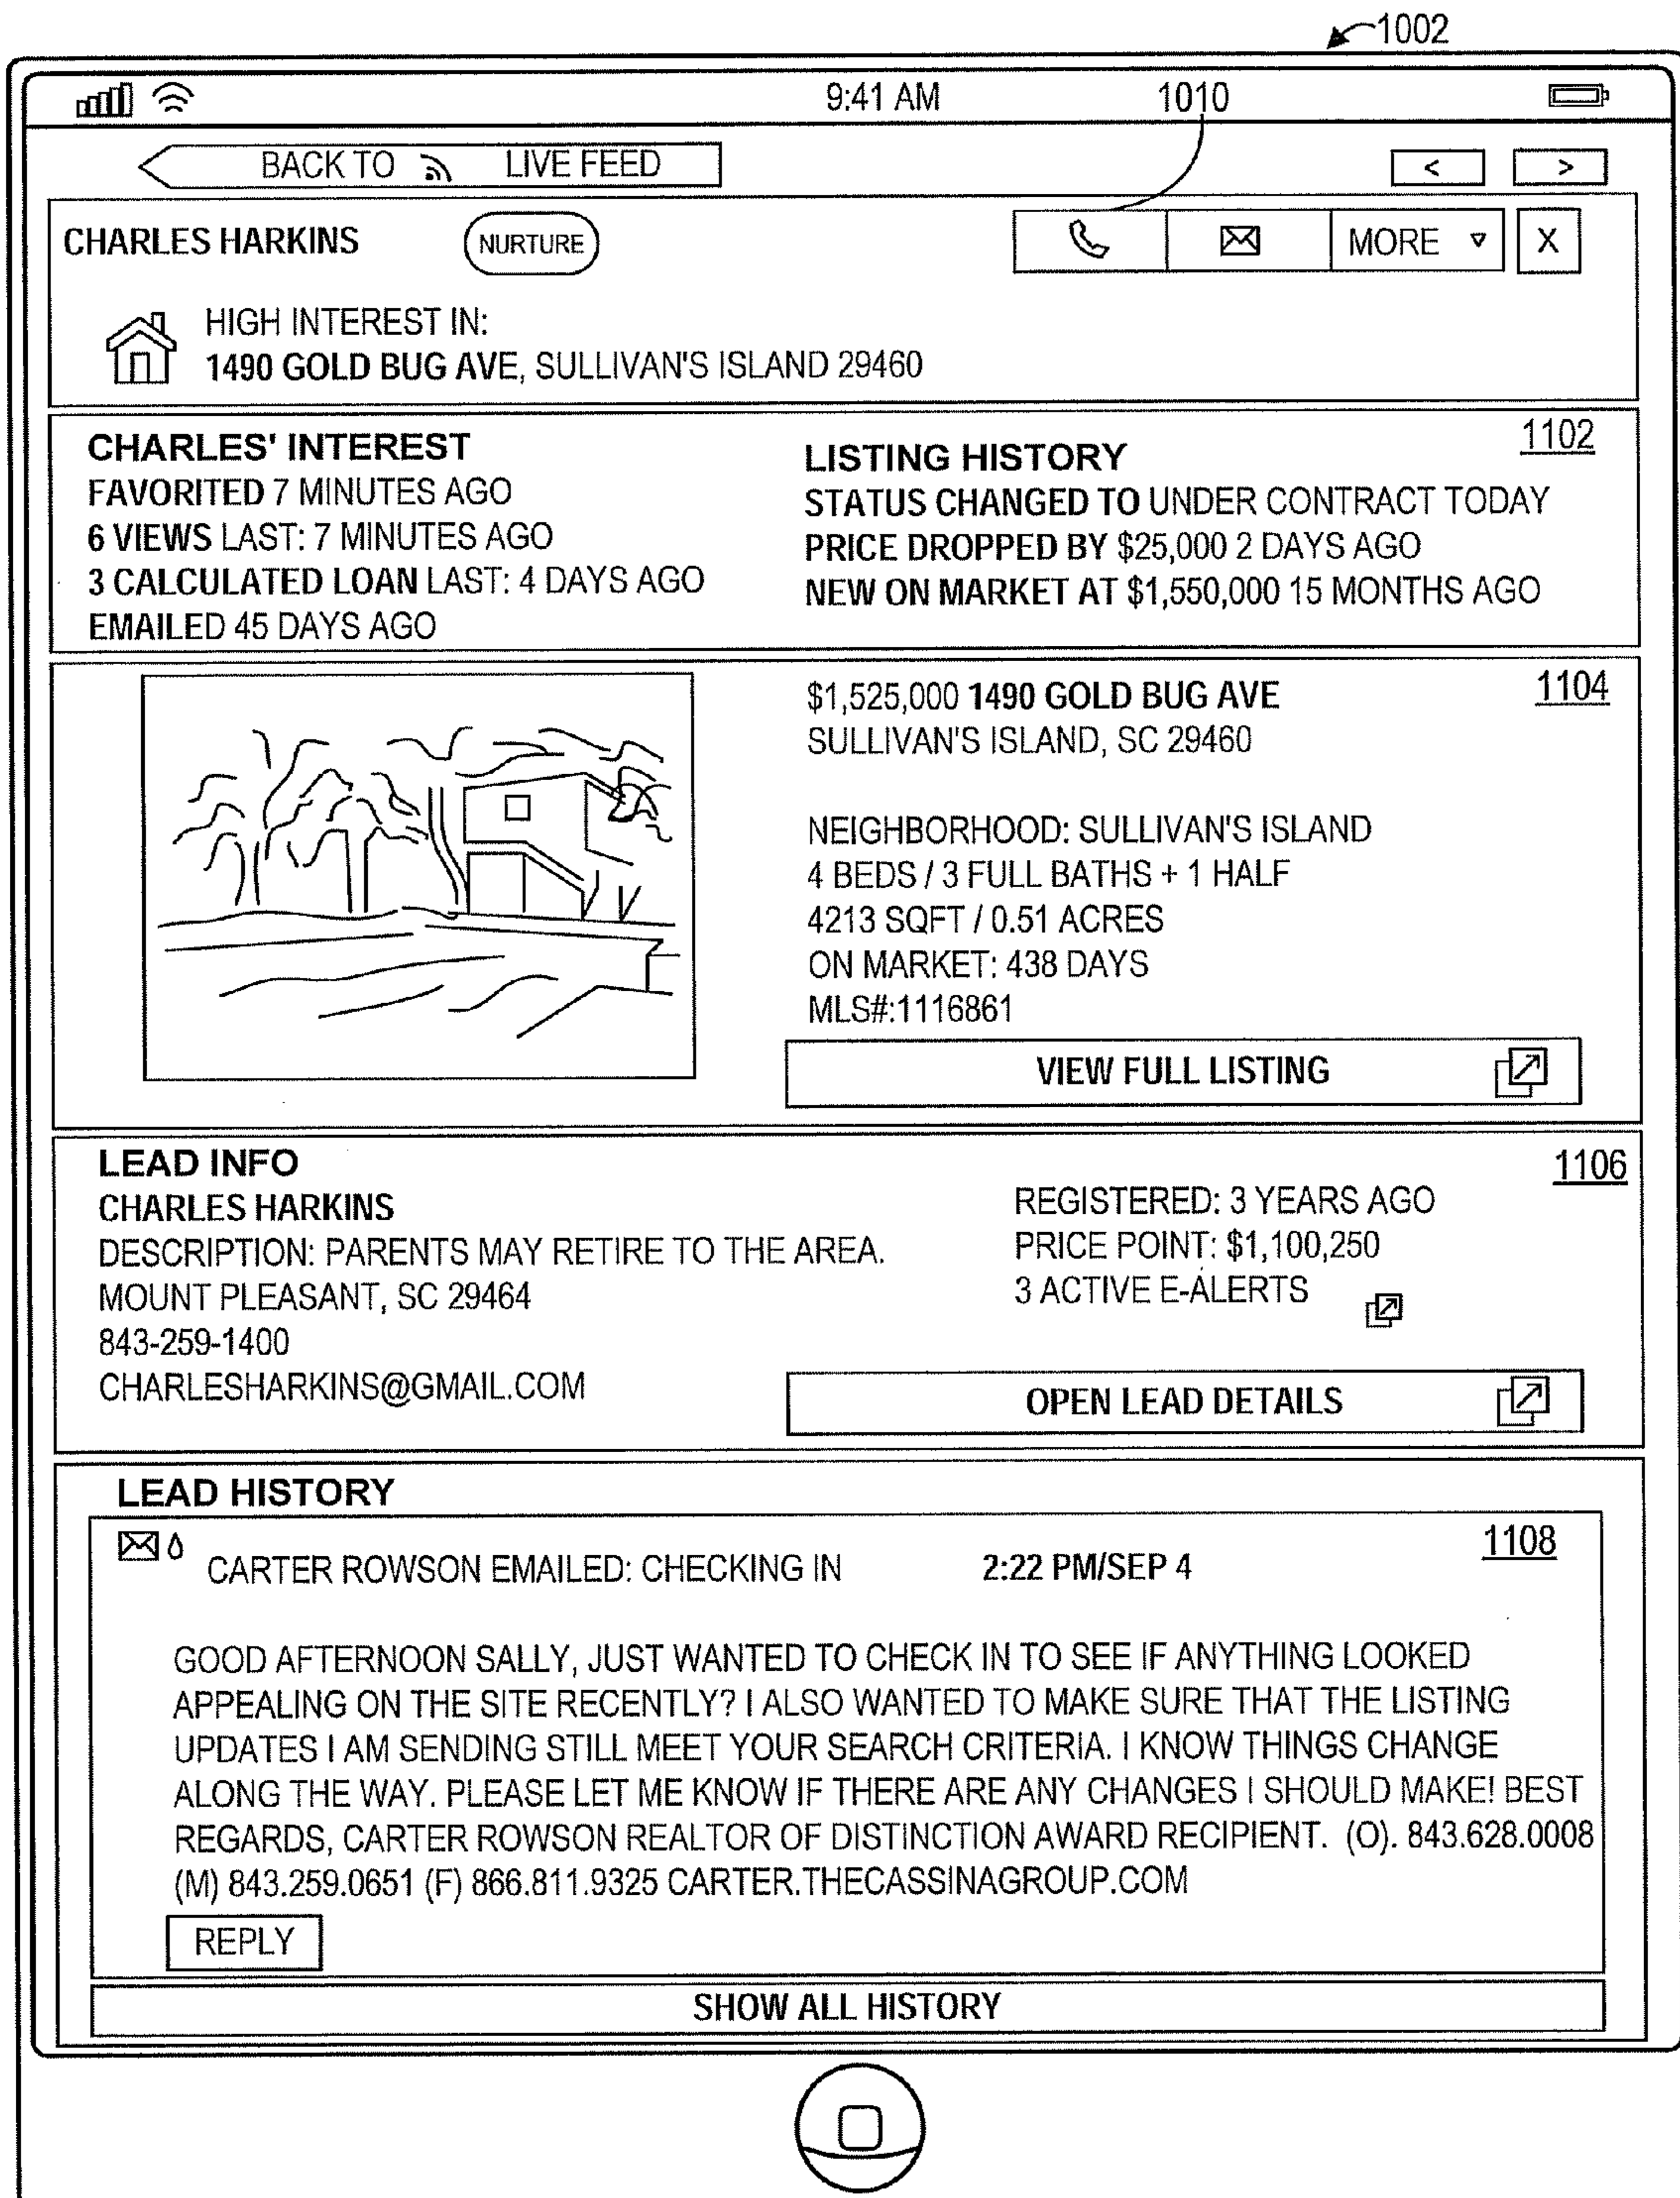 1002
9:41 AM 1010
BACK TO LIVE FEED < >
CHARLES HARKINS NURTURE MORE X
HIGH INTEREST IN:
1490 GOLD BUG AVE, SULLIVAN'S ISLAND 29460
1102
CHARLES' INTEREST
FAVORITED 7 MINUTES AGO
6 VIEWS LAST: 7 MINUTES AGO
3 CALCULATED LOAN LAST: 4 DAYS AGO
EMAILED 45 DAYS AGO
LISTING HISTORY
STATUS CHANGED TO UNDER CONTRACT TODAY
PRICE DROPPED BY $25,000 2 DAYS AGO
NEW ON MARKET AT $1,550,000 15 MONTHS AGO
$1,525,000 1490 GOLD BUG AVE 1104
SULLIVAN'S ISLAND, SC 29460
NEIGHBORHOOD: SULLIVAN'S ISLAND
4 BEDS / 3 FULL BATHS + 1 HALF
4213 SQFT / 0.51 ACRES
ON MARKET: 438 DAYS
MLS#:1116861
VIEW FULL LISTING
LEAD INFO 1106
CHARLES HARKINS
DESCRIPTION: PARENTS MAY RETIRE TO THE AREA.
MOUNT PLEASANT, SC 29464
843-259-1400
CHARLESHARKINS@GMAIL.COM
REGISTERED: 3 YEARS AGO
PRICE POINT: $1,100,250
3 ACTIVE E-ALERTS
OPEN LEAD DETAILS
LEAD HISTORY
1108
CARTER ROWSON EMAILED: CHECKING IN 2:22 PM/SEP 4
GOOD AFTERNOON SALLY, JUST WANTED TO CHECK IN TO SEE IF ANYTHING LOOKED
APPEALING ON THE SITE RECENTLY? I ALSO WANTED TO MAKE SURE THAT THE LISTING
UPDATES I AM SENDING STILL MEET YOUR SEARCH CRITERIA. I KNOW THINGS CHANGE
ALONG THE WAY. PLEASE LET ME KNOW IF THERE ARE ANY CHANGES I SHOULD MAKE! BEST
REGARDS, CARTER ROWSON REALTOR OF DISTINCTION AWARD RECIPIENT. (O). 843.628.0008
(M) 843.259.0651 (F) 866.811.9325 CARTER.THECASSINAGROUP.COM
REPLY
SHOW ALL HISTORY